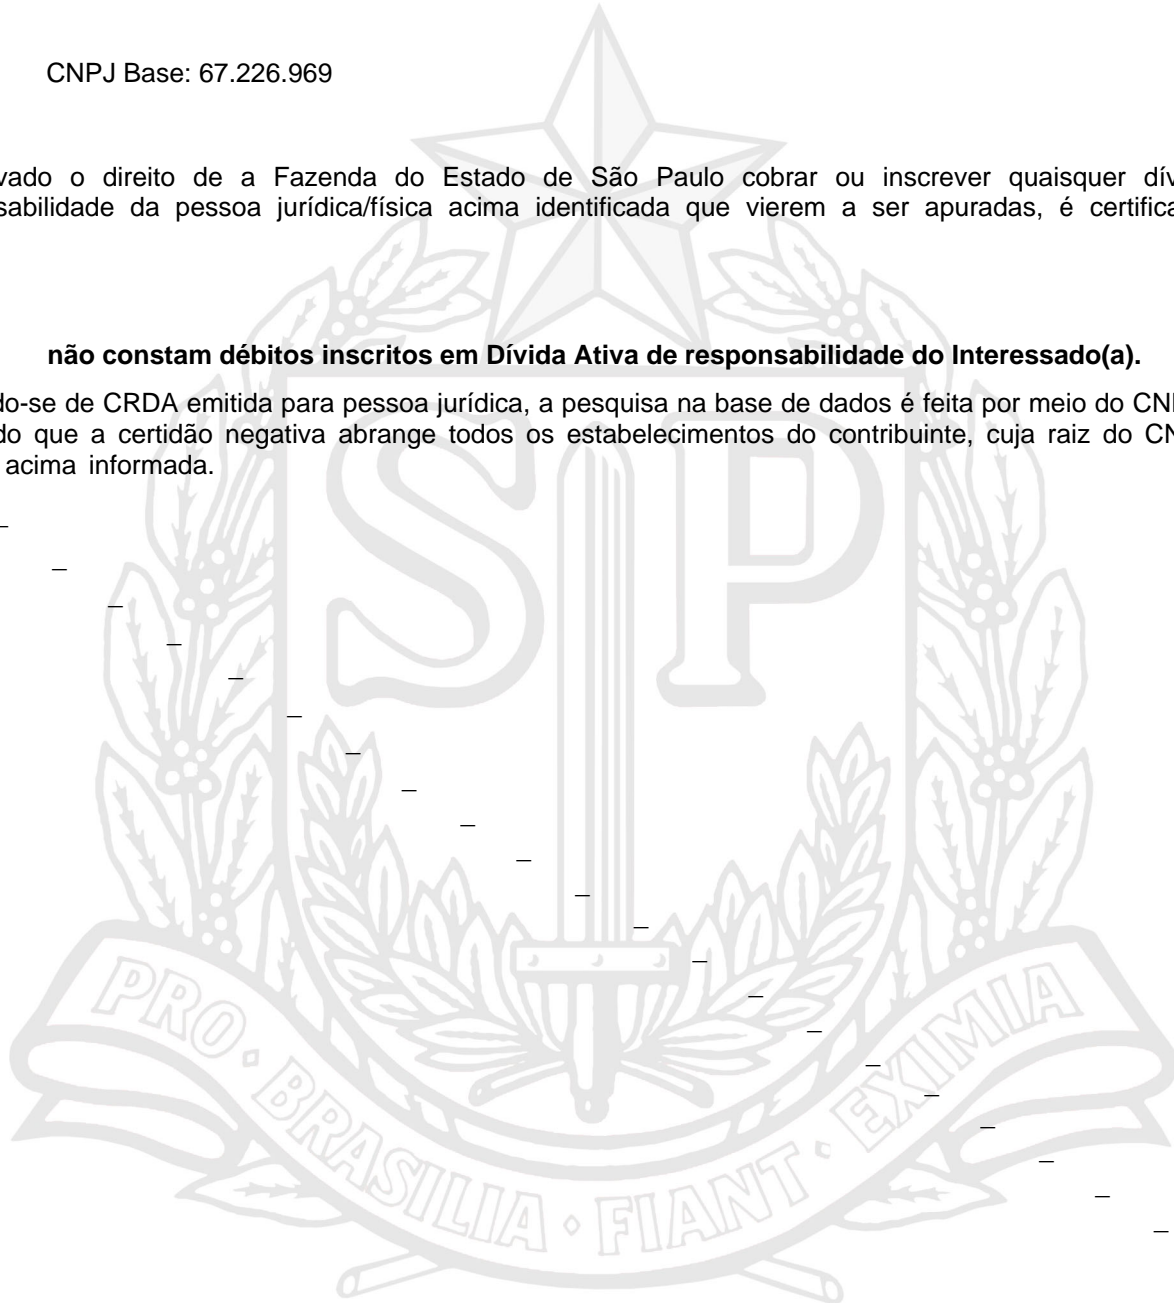 CNPJ Base: 67.226.969
vado o direito de a Fazenda do Estado de São Paulo cobrar ou inscrever quaisquer dív
sabilidade da pessoa jurídica/física acima identificada que vierem a ser apuradas, é certifica
não constam débitos inscritos em Dívida Ativa de responsabilidade do Interessado(a).
do-se de CRDA emitida para pessoa jurídica, a pesquisa na base de dados é feita por meio do CN
do que a certidão negativa abrange todos os estabelecimentos do contribuinte, cuja raiz do CN
acima informada.
SP
PRO · BRASILIA · FIANT · EXIMIA